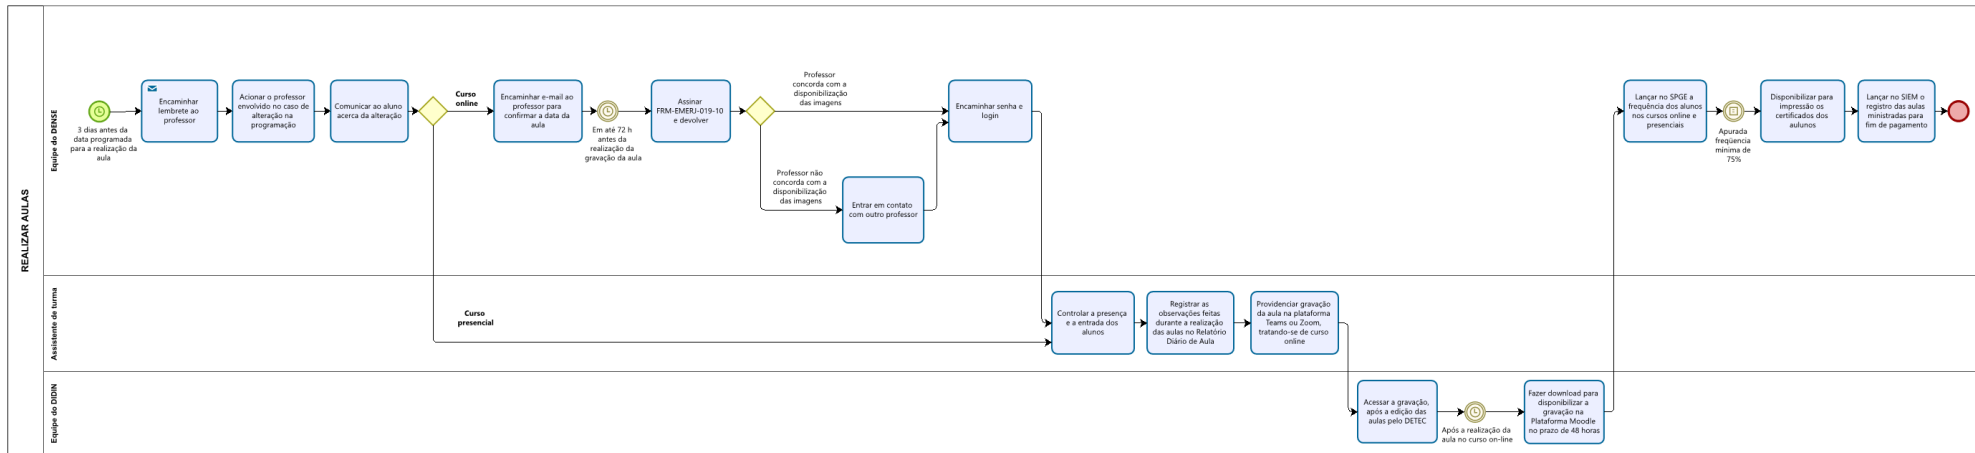 REALIZAR AULAS
Equipe do DENSE
3 dias antes da
data programada
para a realização da
aula
Encaminhar
lembrete ao
professor
Acionar o professor
envolvido no caso de
alteração na
programação
Comunicar ao aluno
acerca da alteração
Curso
online
Encaminhar e-mail ao
professor para
confirmar a data da
aula
Em até 72 h
antes da
realização da
gravação da aula
Assinar
FRM-EMERJ-019-10
e devolver
Professor
concorda com a
disponibilização
das imagens
Professor não
concorda com a
disponibilização
das imagens
Entrar em contato
com outro professor
Encaminhar senha e
login
Lançar no SPGE a
frequência dos alunos
nos cursos online e
presenciais
Apurada
freqüencia
mínima de
75%
Disponibilizar para
impressão os
certificados dos
aulunos
Lançar no SIEM o
registro das aulas
ministradas para
fim de pagamento
Assistente de turma
Curso
presencial
Controlar a presença
e a entrada dos
alunos
Registrar as
observações feitas
durante a realização
das aulas no Relatório
Diário de Aula
Providenciar gravação
da aula na plataforma
Teams ou Zoom,
tratando-se de curso
online
Equipe do DIDIN
Acessar a gravação,
após a edição das
aulas pelo DETEC
Após a realização da
aula no curso on-line
Fazer download para
disponibilizar a
gravação na
Plataforma Moodle
no prazo de 48 horas